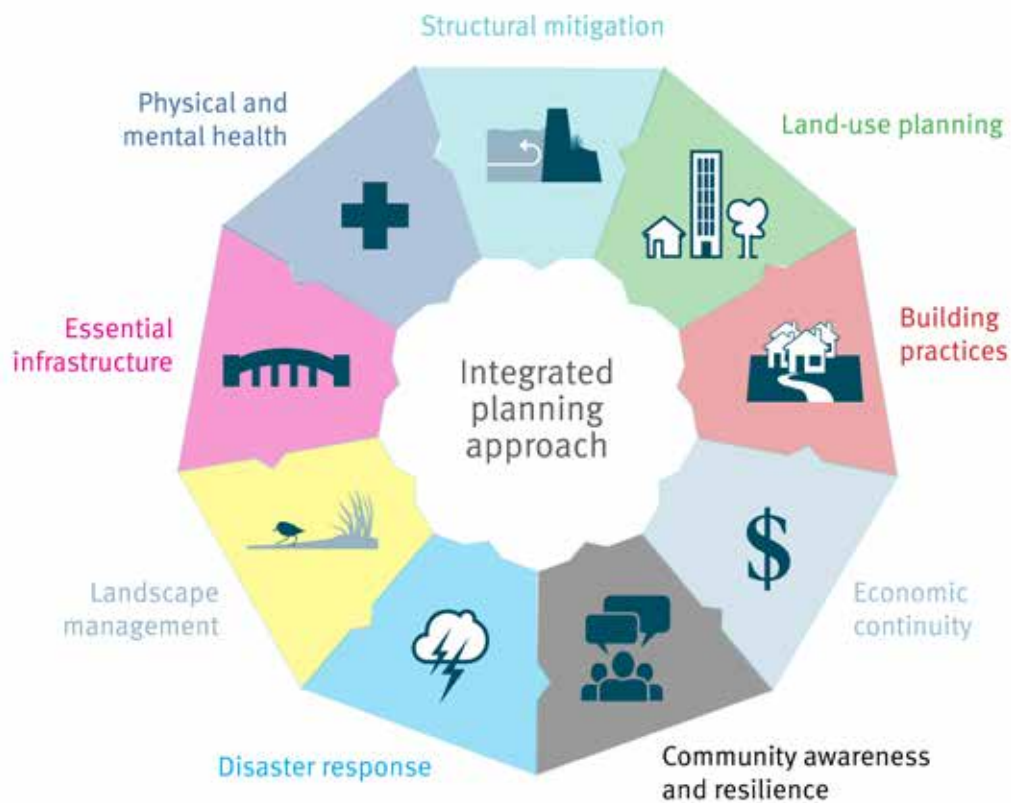 Structural mitigation
Physical and
mental health
Land-use planning
Essential
infrastructure
Building
practices
Integrated
planning
approach
Landscape
management
$
Economic
continuity
Disaster response
Community awareness
and resilience